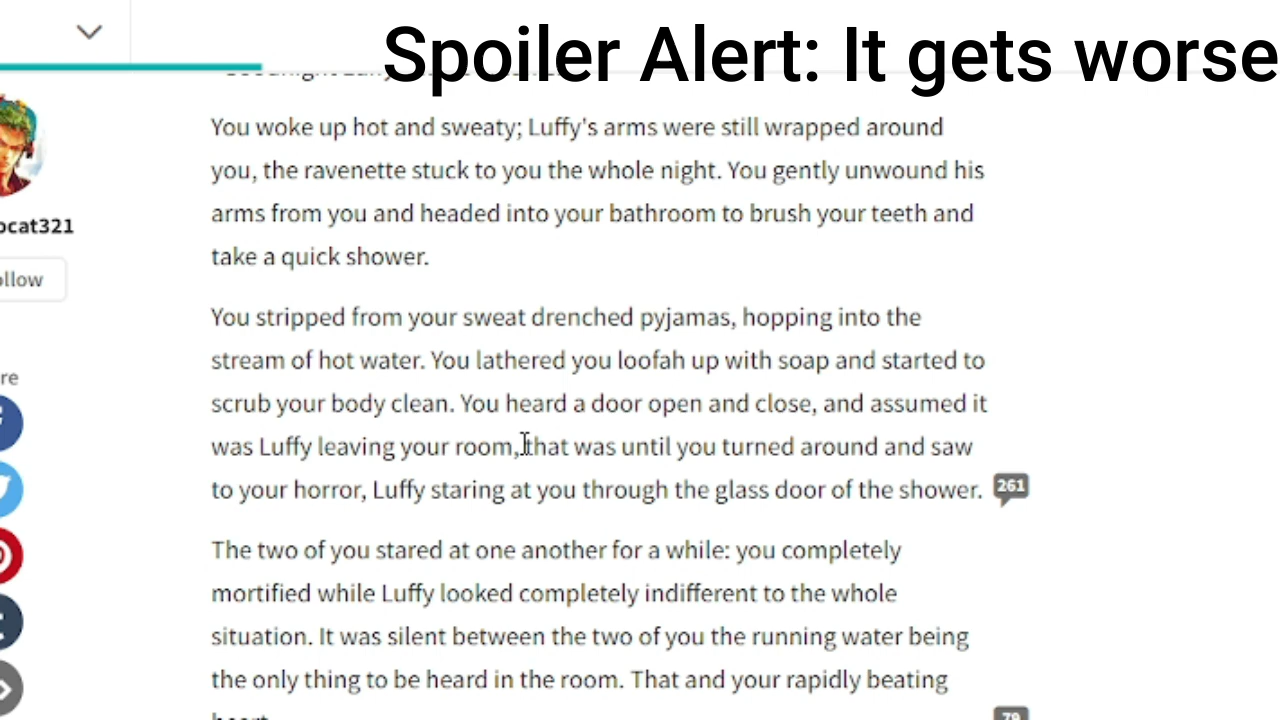 Spoiler Alert: It gets worse
You woke up hot and sweaty; Luffy's arms were still wrapped around
you, the ravenette stuck to you the whole night. You gently unwound his
arms from you and headed into your bathroom to brush your teeth and
take a quick shower.
ocat321
ollow
You stripped from your sweat drenched pyjamas, hopping into the
stream of hot water. You lathered you loofah up with soap and started to
re
scrub your body clean. You heard a door open and close, and assumed it
was Luffy leaving your room, that was until you turned around and saw
to your horror, Luffy staring at you through the glass door of the shower.
261
The two of you stared at one another for a while: you completely
mortified while Luffy looked completely indifferent to the whole
situation. It was silent between the two of you the running water being
the only thing to be heard in the room. That and your rapidly beating
79